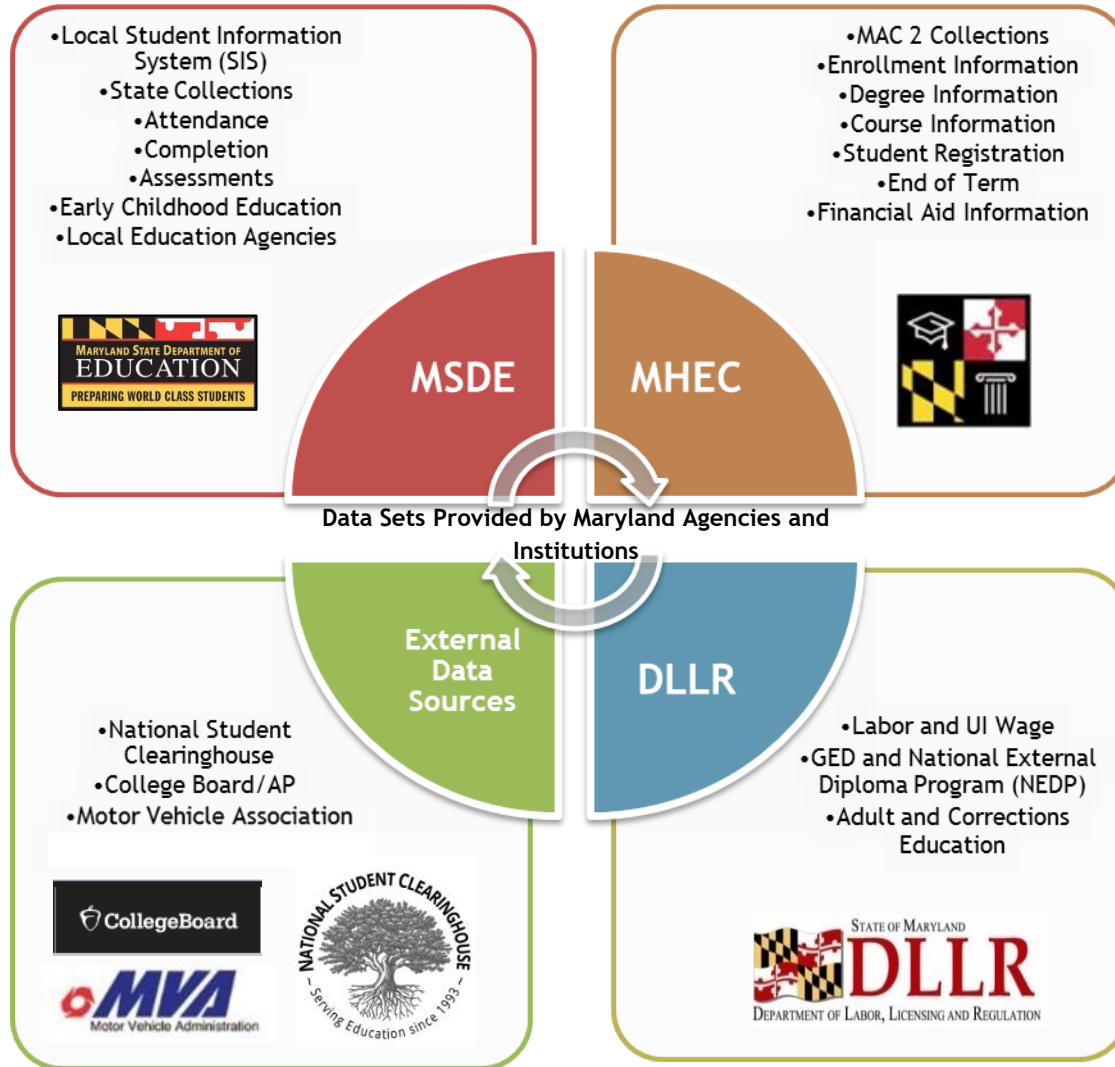 •Local Student Information
System (SIS)
•State Collections
•Attendance
•Completion
•Assessments
•Early Childhood Education
•Local Education Agencies
MARYLAND STATE DEPARTMENT OF
EDUCATION
PREPARING WORLD CLASS STUDENTS
MSDE
•MAC 2 Collections
•Enrollment Information
•Degree Information
•Course Information
•Student Registration
•End of Term
•Financial Aid Information
MHEC
Data Sets Provided by Maryland Agencies and
Institutions
External
Data
Sources
•National Student
Clearinghouse
•College Board/AP
•Motor Vehicle Association
CollegeBoard
MVA
Motor Vehicle Administration
NATIONAL STUDENT CLEARINGHOUSE
~ Serving Education since 1993 ~
DLLR
•Labor and UI Wage
•GED and National External
Diploma Program (NEDP)
•Adult and Corrections
Education
STATE OF MARYLAND
DLLR
DEPARTMENT OF LABOR, LICENSING AND REGULATION